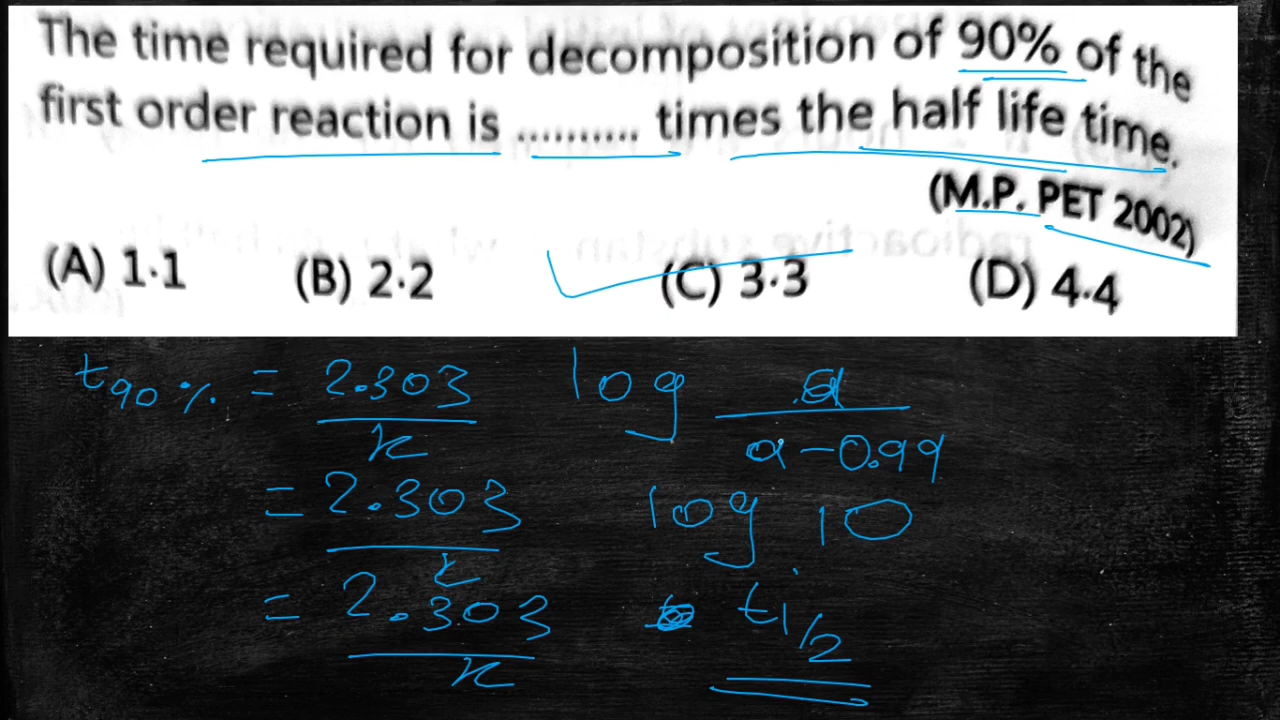 The time required for decomposition of 90% of the
first order reaction is .......... times the half life time.
(M.P. PET 2002)
(A) 1·1 (B) 2·2 (C) 3·3 (D) 4·4
t90% = 2.303/k log a/a-0.99
= 2.303/k log 10
= 2.303/k t1/2